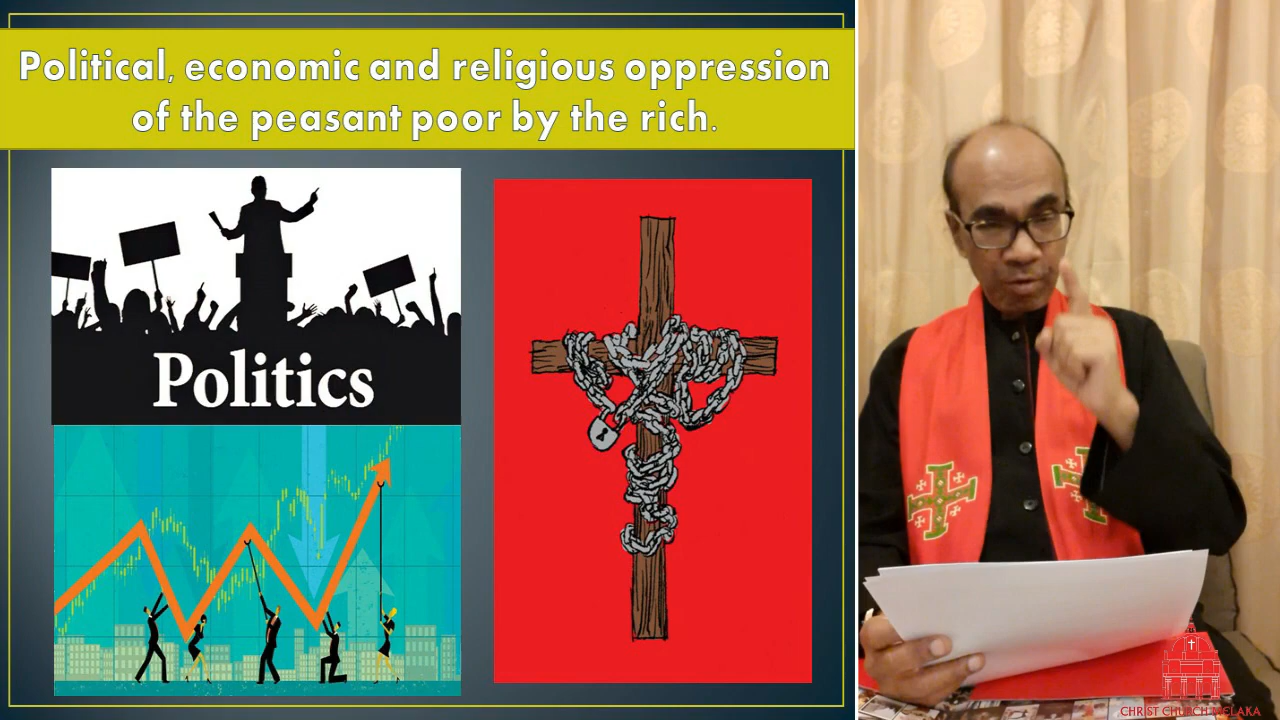 Political, economic and religious oppression
of the peasant poor by the rich.
Politics
CHRIST CHURCH MELAKA